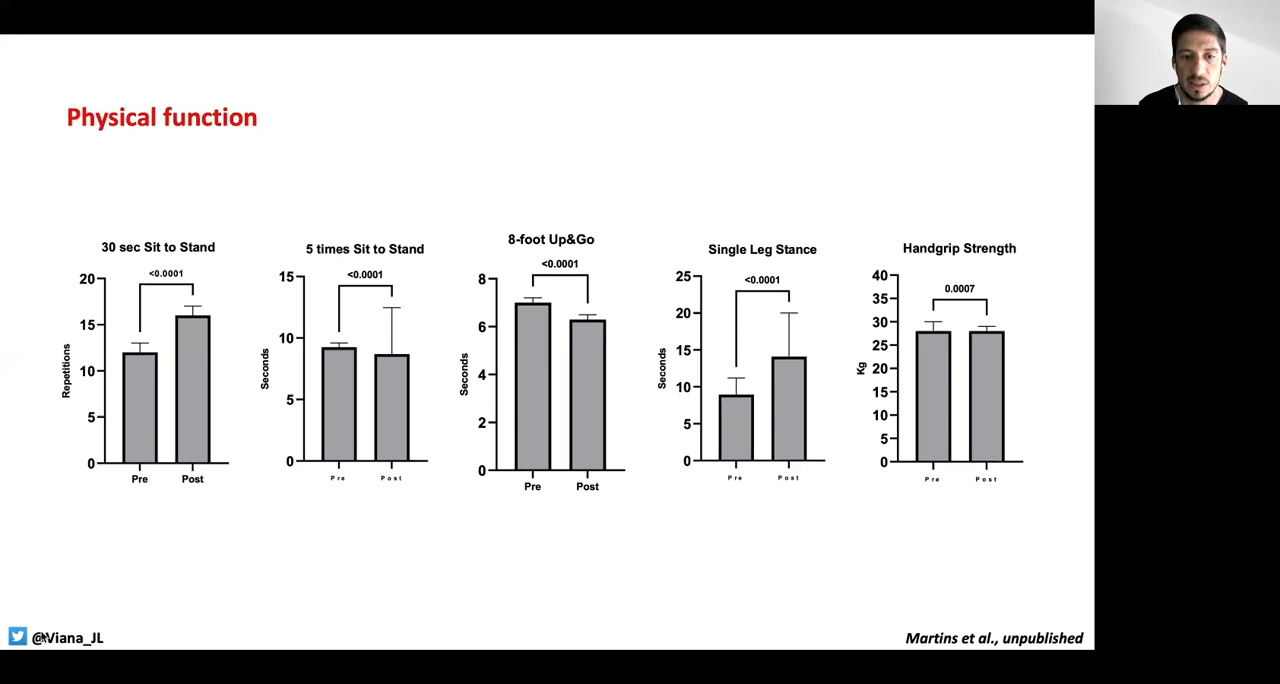 Physical function
30 sec Sit to Stand
<0.0001
20
15
10
5
0
Repetitions
Pre Post
5 times Sit to Stand
<0.0001
15
10
5
0
Seconds
Pre Post
8-foot Up&Go
<0.0001
8
6
4
2
0
Seconds
Pre Post
Single Leg Stance
<0.0001
25
20
15
10
5
0
Seconds
Pre Post
Handgrip Strength
0.0007
40
35
30
25
20
15
10
5
0
Kg
Pre Post
@Viana_JL
Martins et al., unpublished